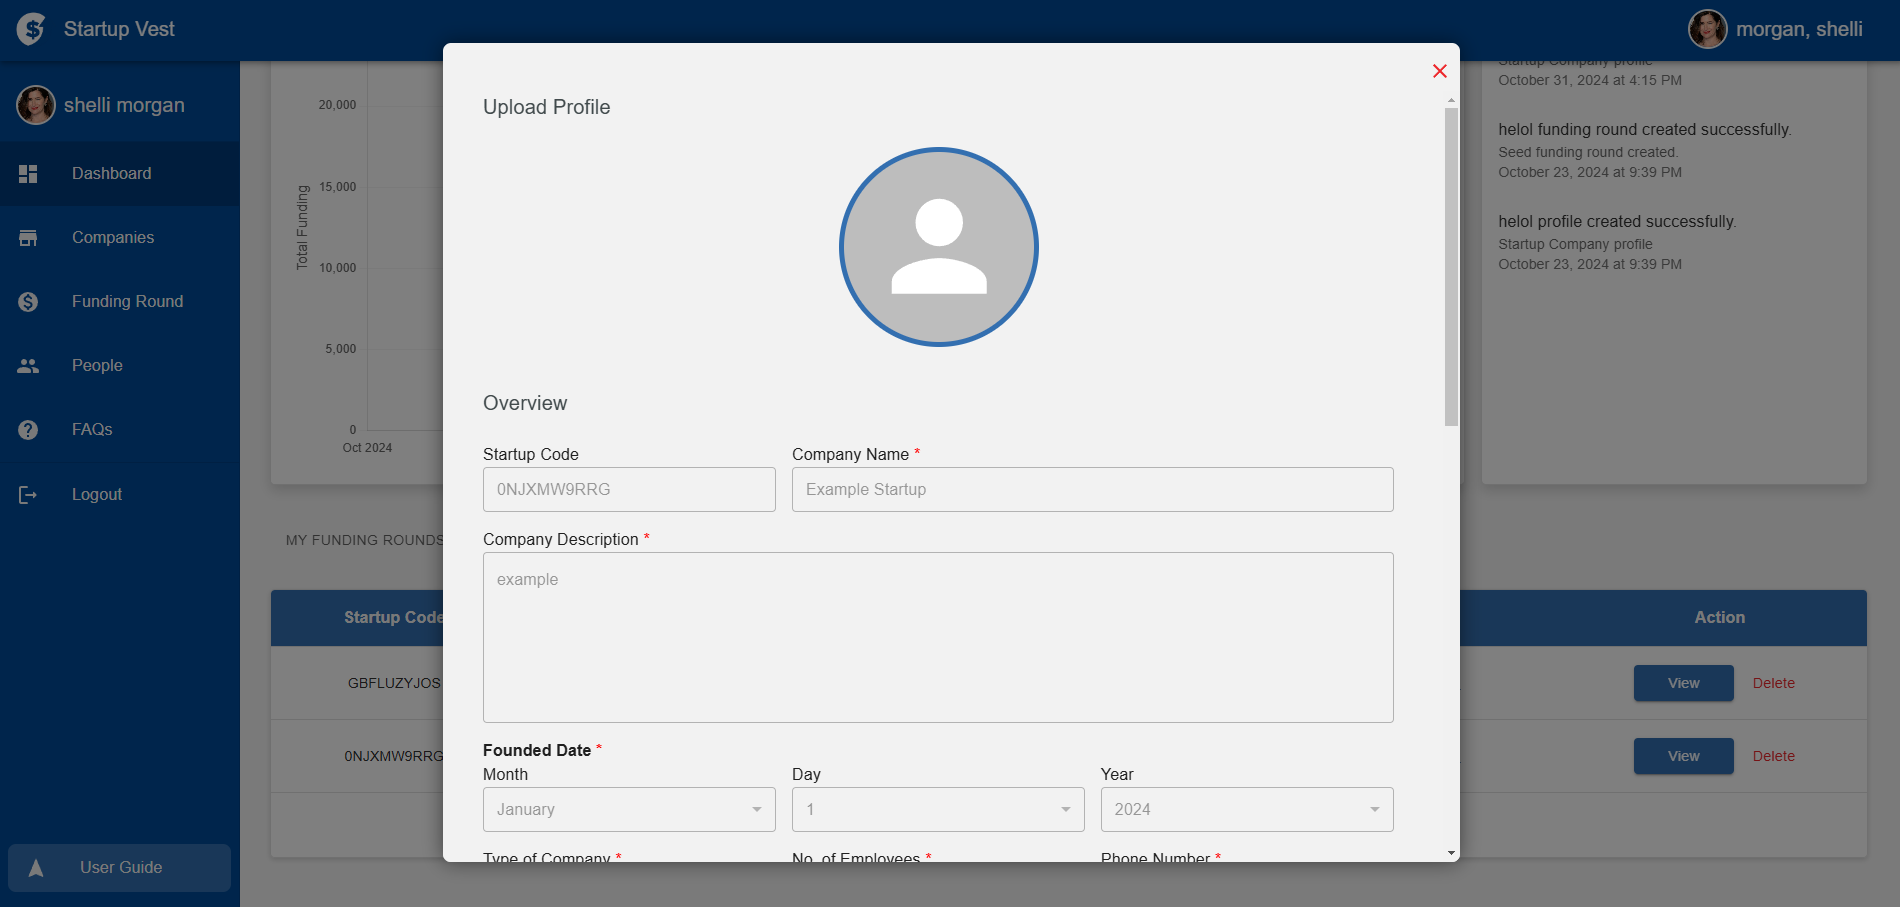 Startup Vest
morgan, shelli
shelli morgan
Dashboard
Companies
Funding Round
People
FAQs
Logout
User Guide
Total Funding
20,000
15,000
10,000
5,000
0
Oct 2024
Startup Company profile
October 31, 2024 at 4:15 PM
helol funding round created successfully.
Seed funding round created.
October 23, 2024 at 9:39 PM
helol profile created successfully.
Startup Company profile
October 23, 2024 at 9:39 PM
MY FUNDING ROUNDS
Startup Code
Action
GBFLUZYJOS
View Delete
0NJXMW9RRG
View Delete
Upload Profile
Overview
Startup Code
0NJXMW9RRG
Company Name *
Example Startup
Company Description *
example
Founded Date *
Month
January
Day
1
Year
2024
Type of Company *
No. of Employees *
Phone Number *